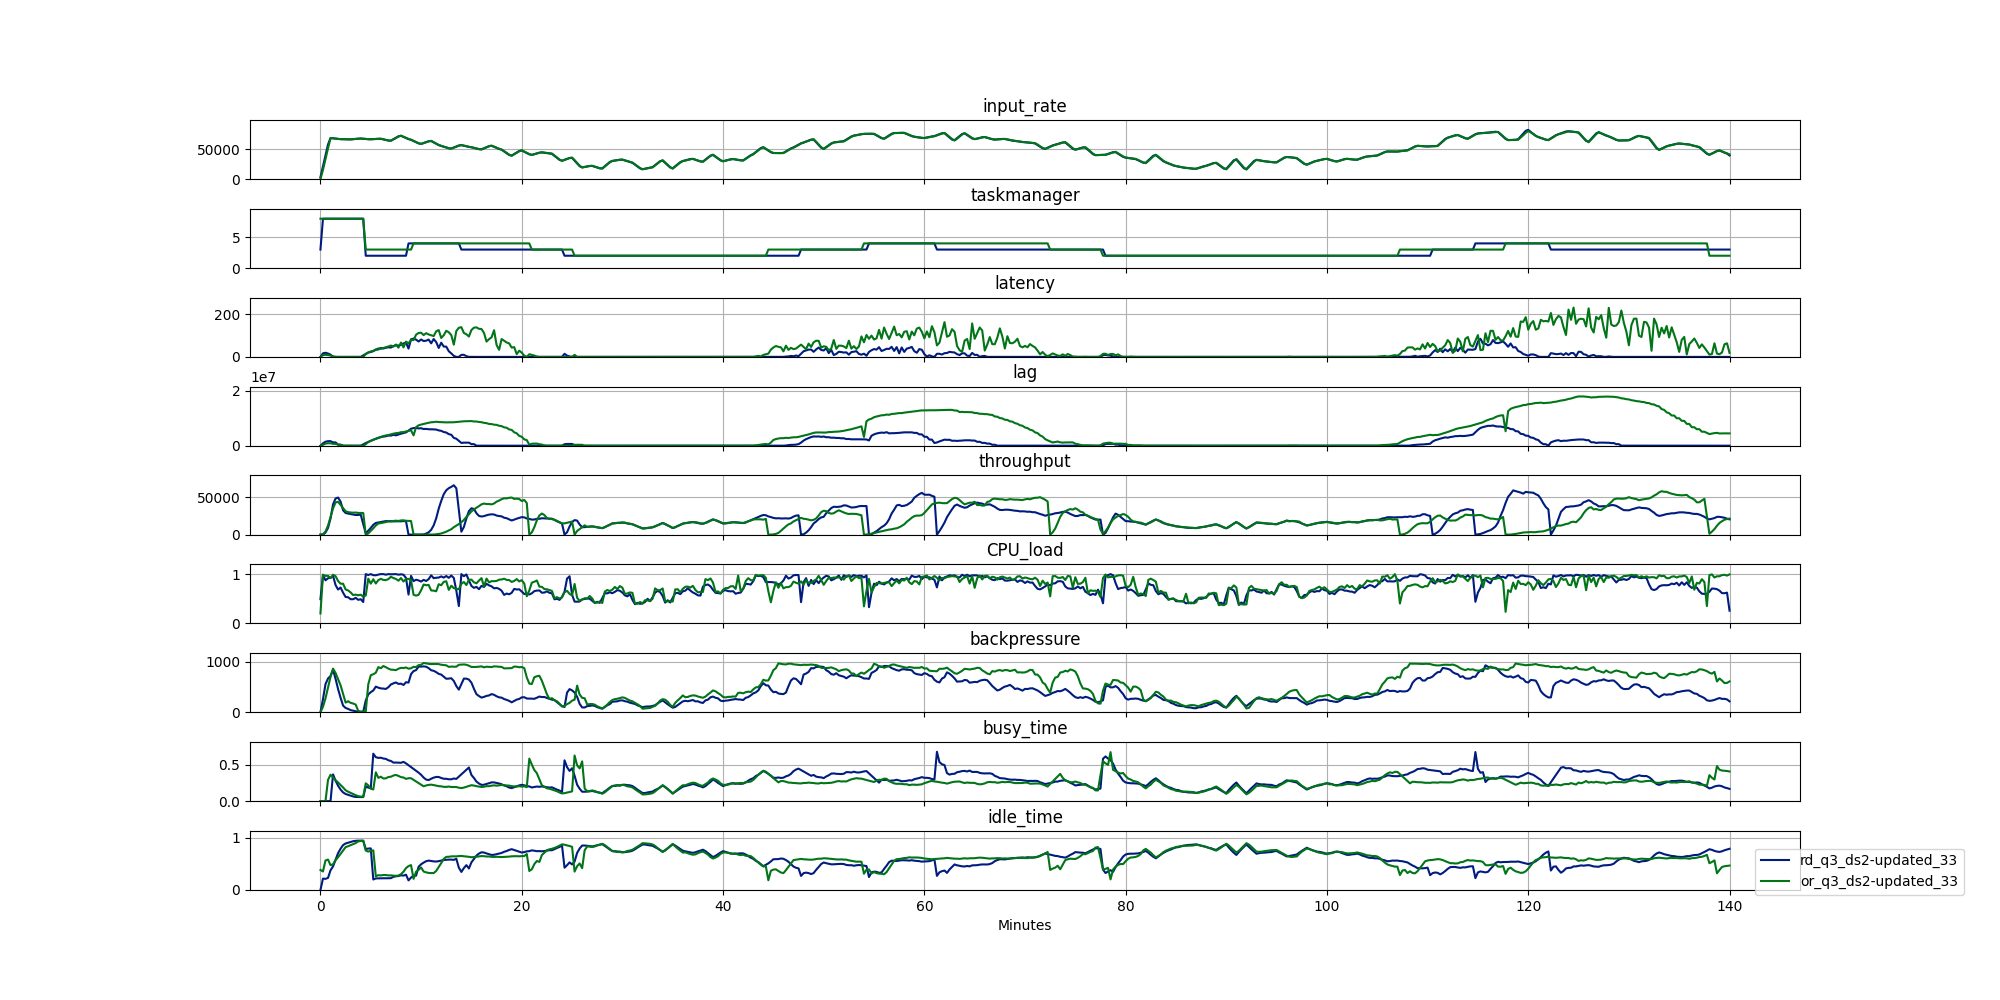 input_rate
50000
0
taskmanager
5
0
latency
200
0
1e7
lag
2
0
throughput
50000
0
CPU_load
1
0
backpressure
1000
0
busy_time
0.5
0.0
idle_time
1
0
0 20 40 60 80 100 120 140
Minutes
rd_q3_ds2-updated_33
or_q3_ds2-updated_33